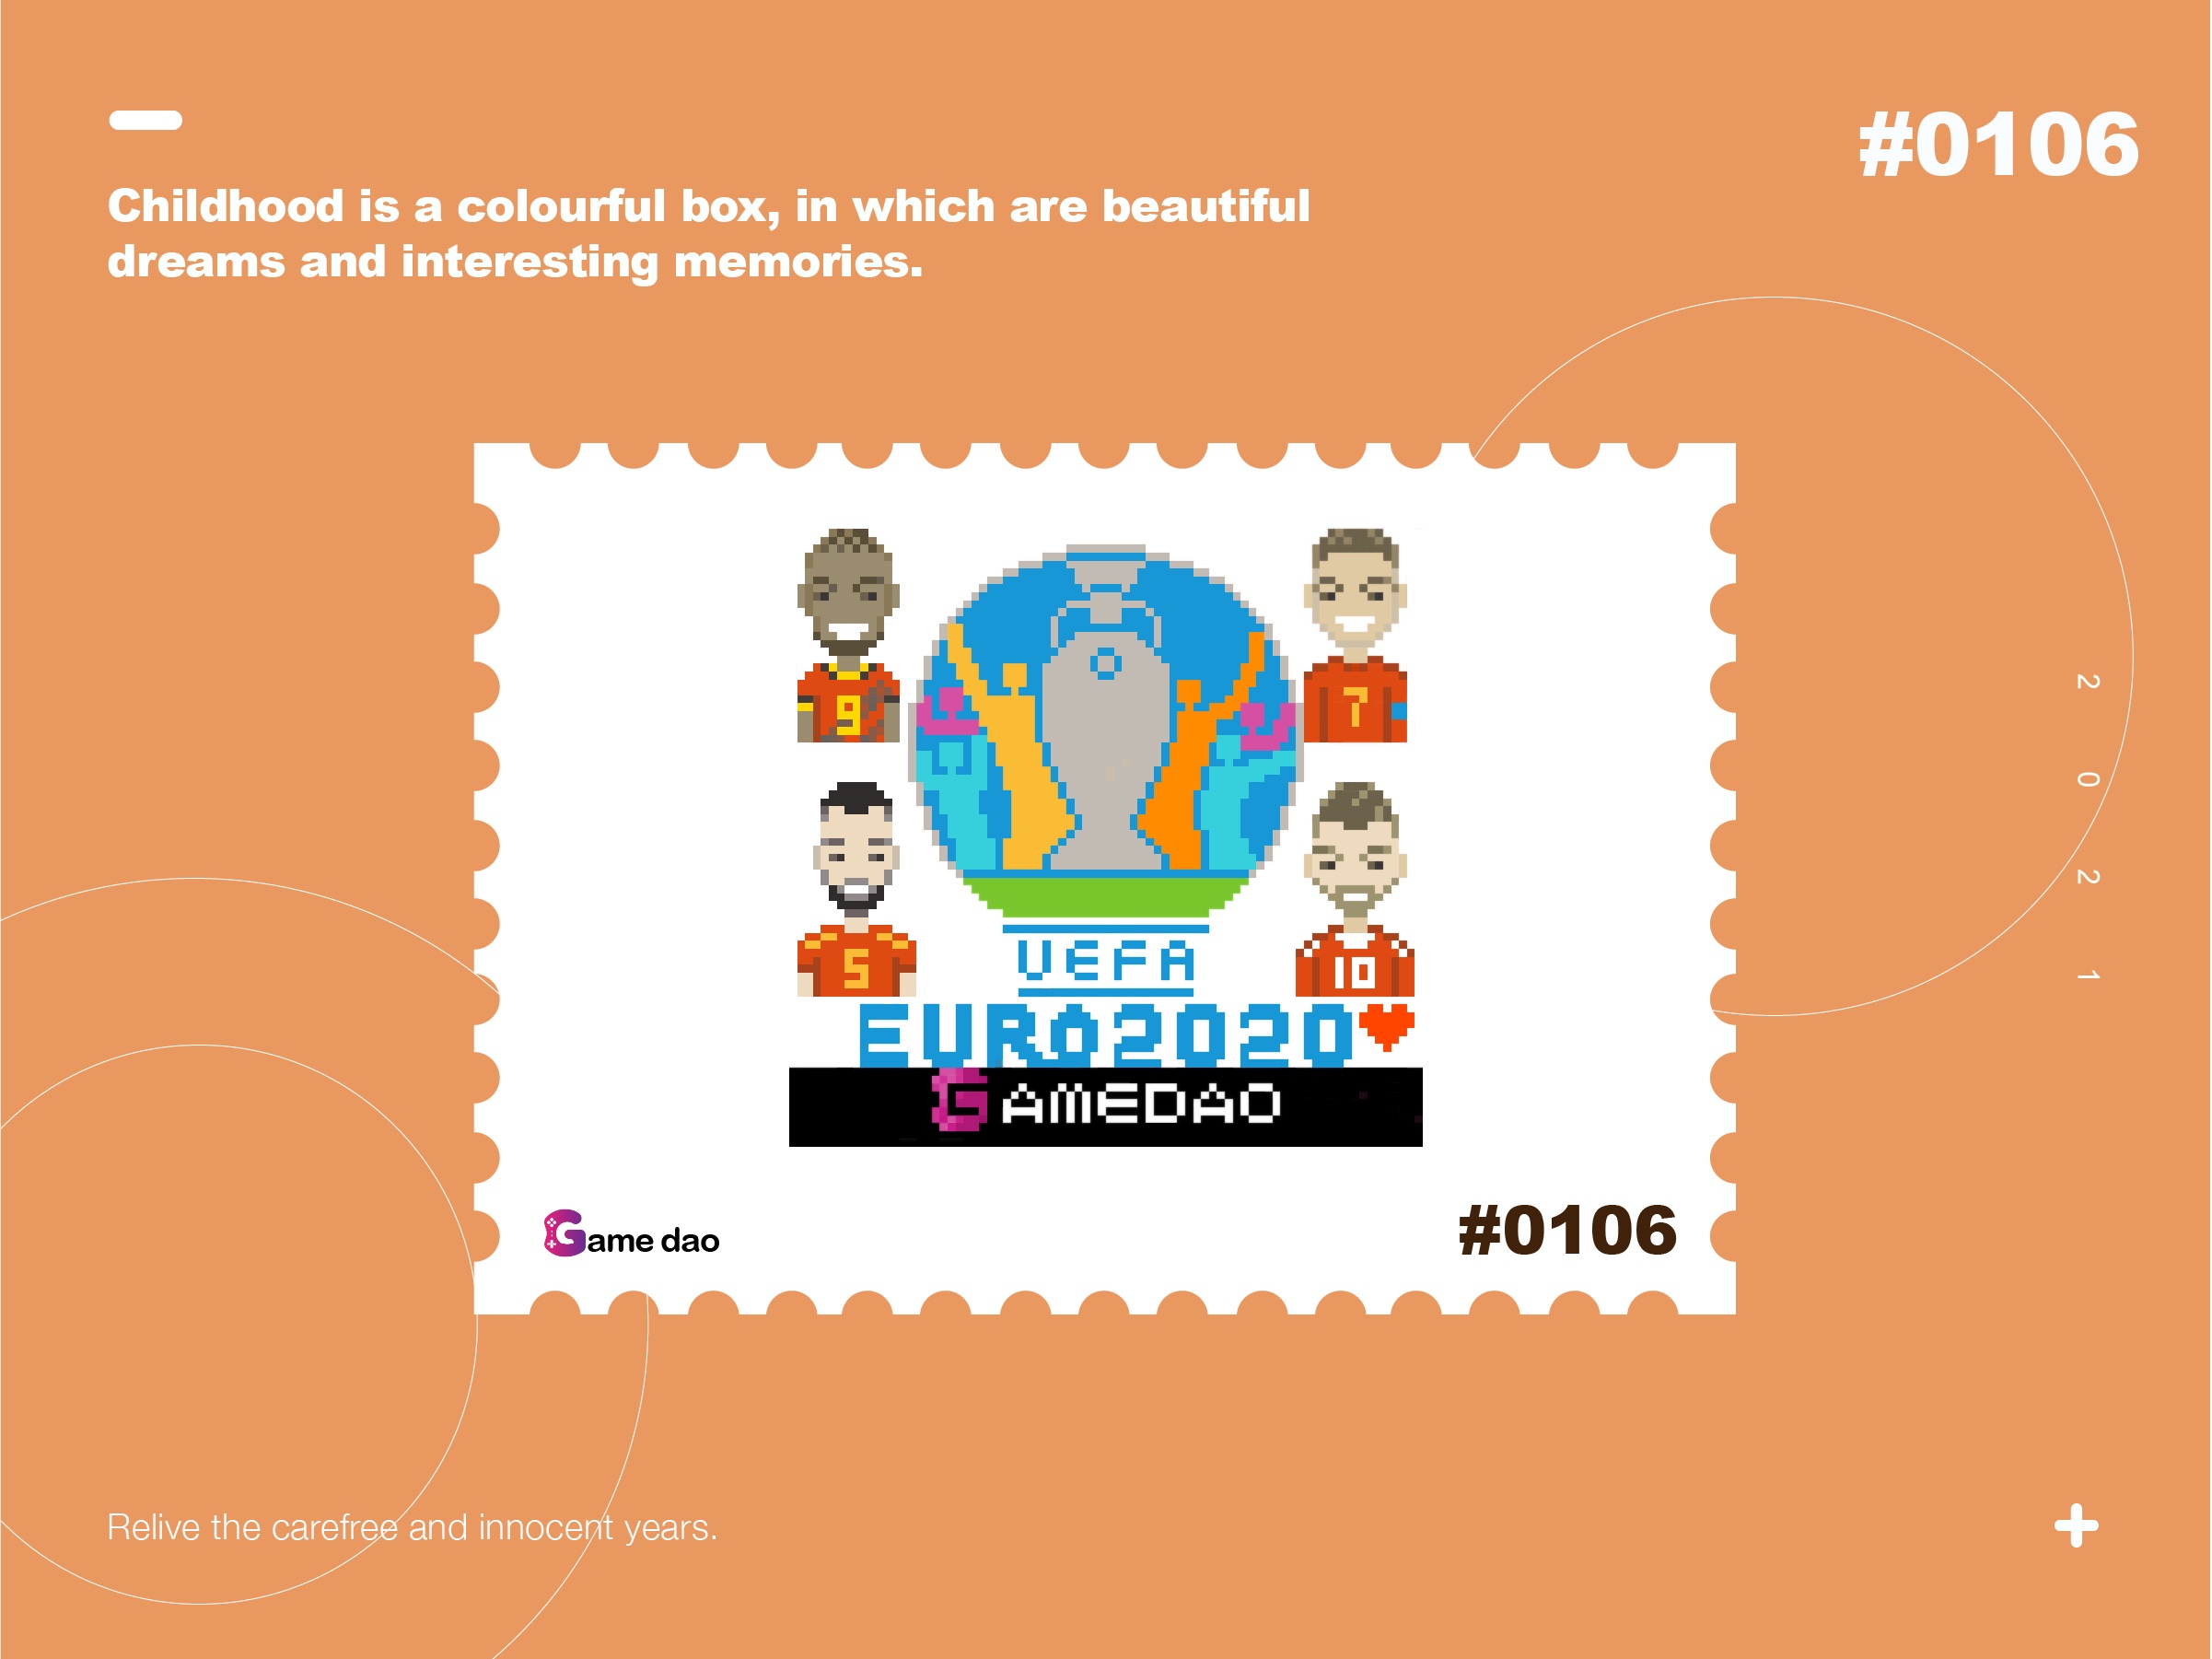 #0106
Childhood is a colourful box, in which are beautiful
dreams and interesting memories.
9
7
5
10
UEFA
EURO2020
GAMEDAO
Game dao
#0106
2021
Relive the carefree and innocent years.